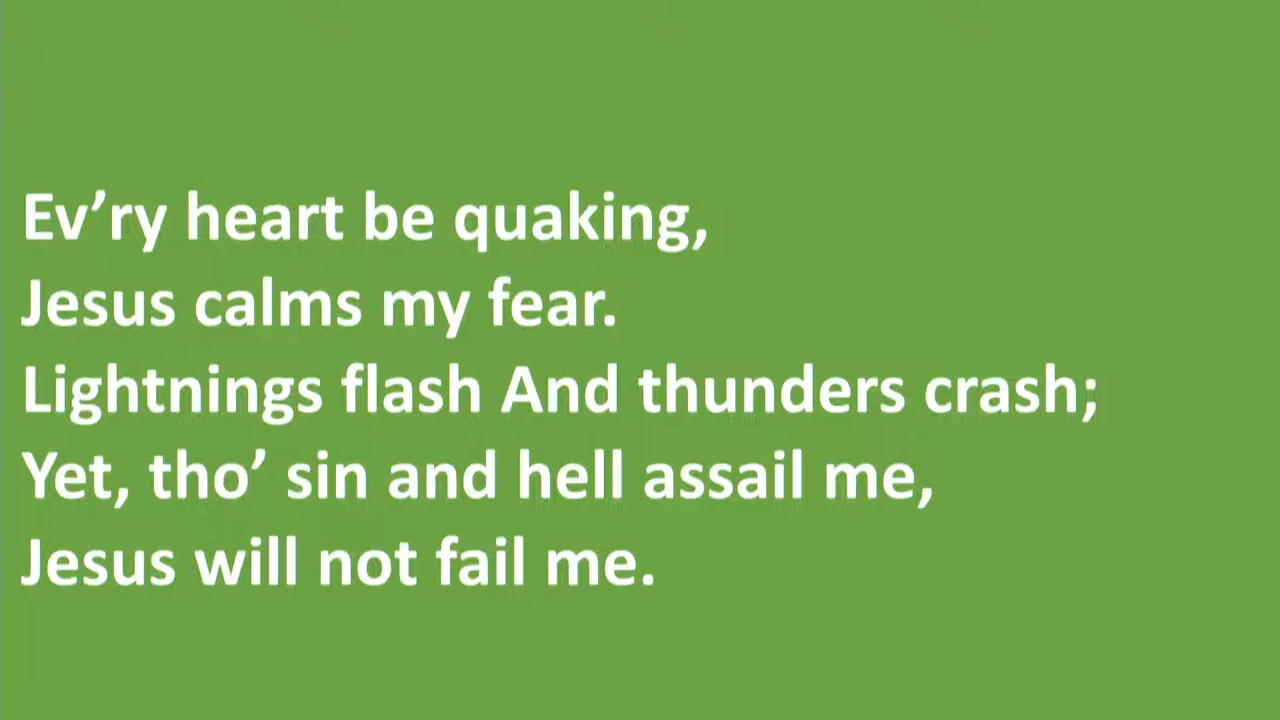 Ev’ry heart be quaking,
Jesus calms my fear.
Lightnings flash And thunders crash;
Yet, tho’ sin and hell assail me,
Jesus will not fail me.